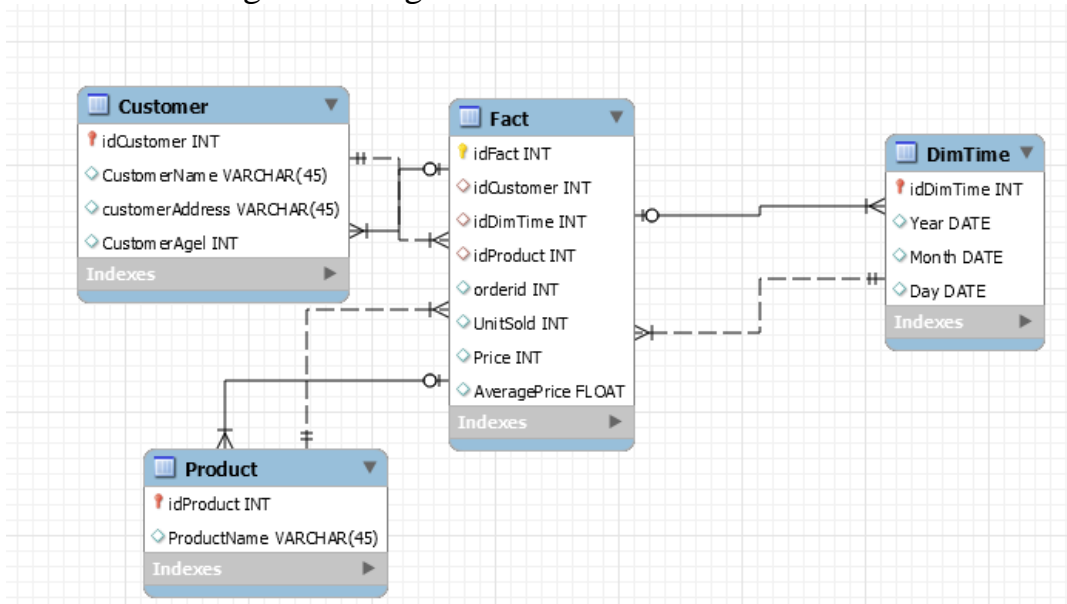 Customer
idCustomer INT
CustomerName VARCHAR(45)
customerAddress VARCHAR(45)
CustomerAgel INT
Indexes
Fact
idFact INT
idCustomer INT
idDimTime INT
idProduct INT
orderid INT
UnitSold INT
Price INT
AveragePrice FLOAT
Indexes
DimTime
idDimTime INT
Year DATE
Month DATE
Day DATE
Indexes
Product
idProduct INT
ProductName VARCHAR(45)
Indexes